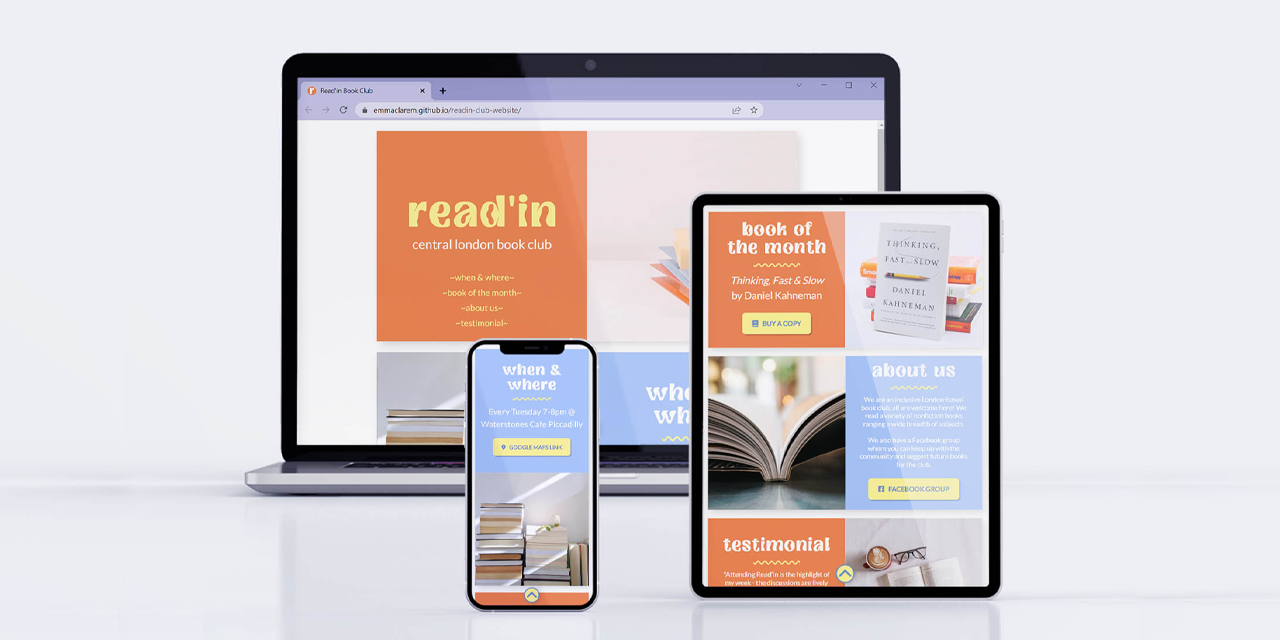 Read'in Book Club
emmaclarem.github.io/readin-club-website/
read'in
central london book club
~when & where~
~book of the month~
~about us~
~testimonial~
when &
where
Every Tuesday 7-8pm @
Waterstones Cafe Piccadilly
GOOGLE MAPS LINK
book of
the month
Thinking, Fast & Slow
by Daniel Kahneman
BUY A COPY
THINKING,
FAST AND SLOW
DANIEL
KAHNEMAN
about us
We are an inclusive London based
book club, all are welcome here! We
read a variety of nonfiction books
ranging a wide breadth of subjects.
We also have a Facebook group
where you can keep up with the
community and suggest future books
for the club.
FACEBOOK GROUP
testimonial
"Attending Read'in is the highlight of
my week - the discussions are lively